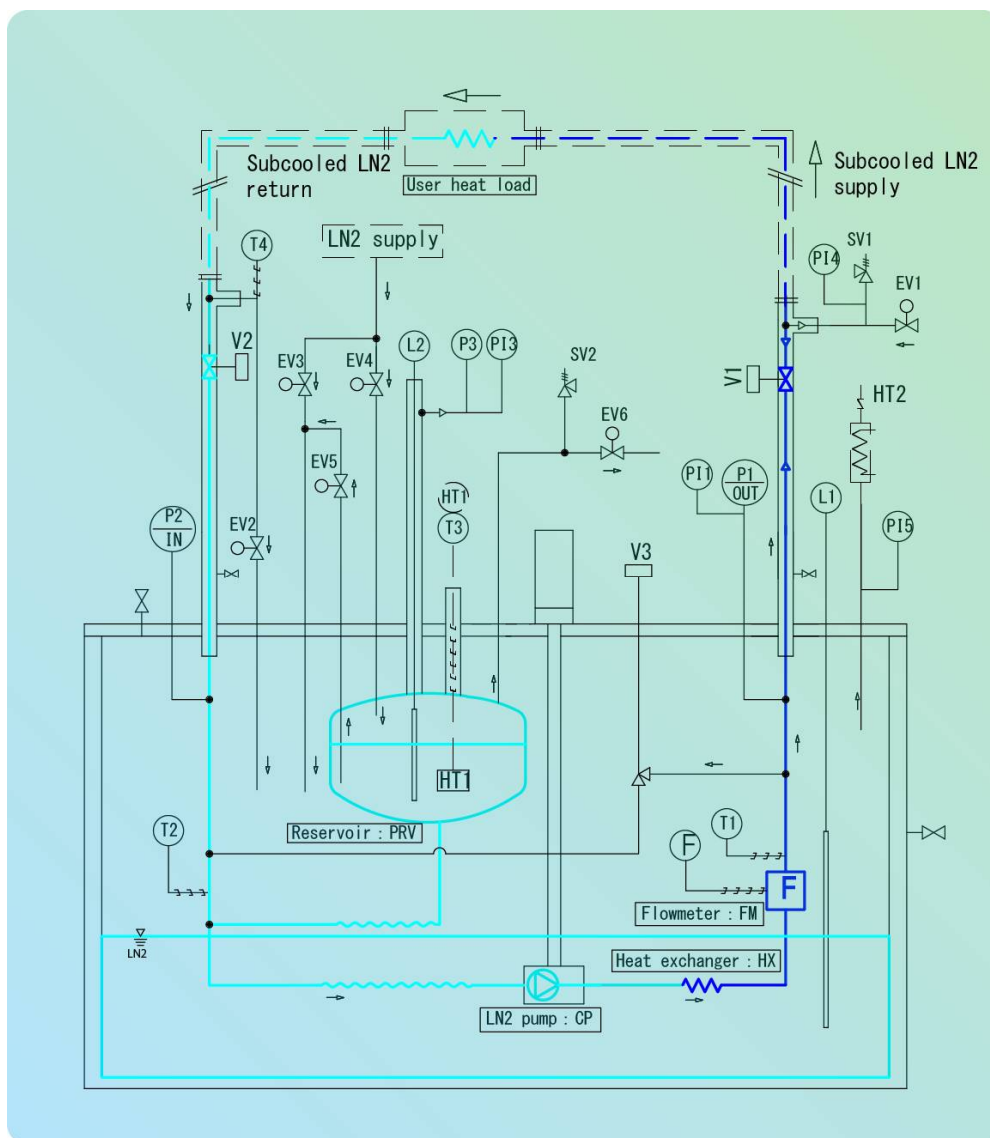 Subcooled LN2
return
User heat load
Subcooled LN2
supply
T4
LN2 supply
SV1
PI4
EV1
V2
EV3
EV4
L2
P3
PI3
SV2
V1
HT2
EV6
EV5
HT1
T3
PI1
P1
OUT
L1
P2
IN
EV2
V3
PI5
HT1
Reservoir : PRV
T2
T1
F
F
Flowmeter : FM
LN2
Heat exchanger : HX
LN2 pump : CP